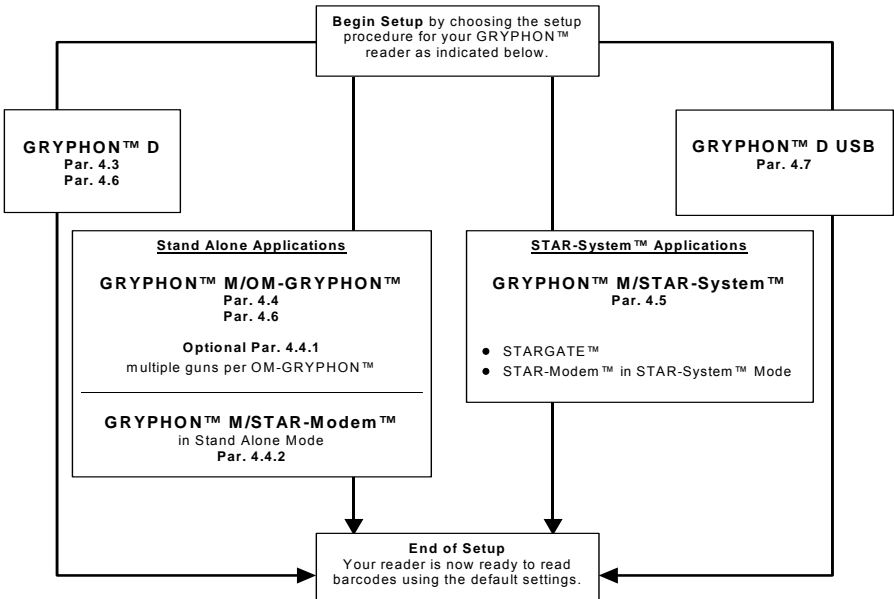 Begin Setup by choosing the setup
procedure for your GRYPHON™
reader as indicated below.
GRYPHON™ D
Par. 4.3
Par. 4.6
GRYPHON™ D USB
Par. 4.7
Stand Alone Applications
GRYPHON™ M/OM-GRYPHON™
Par. 4.4
Par. 4.6
Optional Par. 4.4.1
multiple guns per OM-GRYPHON™
GRYPHON™ M/STAR-Modem™
in Stand Alone Mode
Par. 4.4.2
STAR-System™ Applications
GRYPHON™ M/STAR-System™
Par. 4.5
● STARGATE™
● STAR-Modem™ in STAR-System™ Mode
End of Setup
Your reader is now ready to read
barcodes using the default settings.